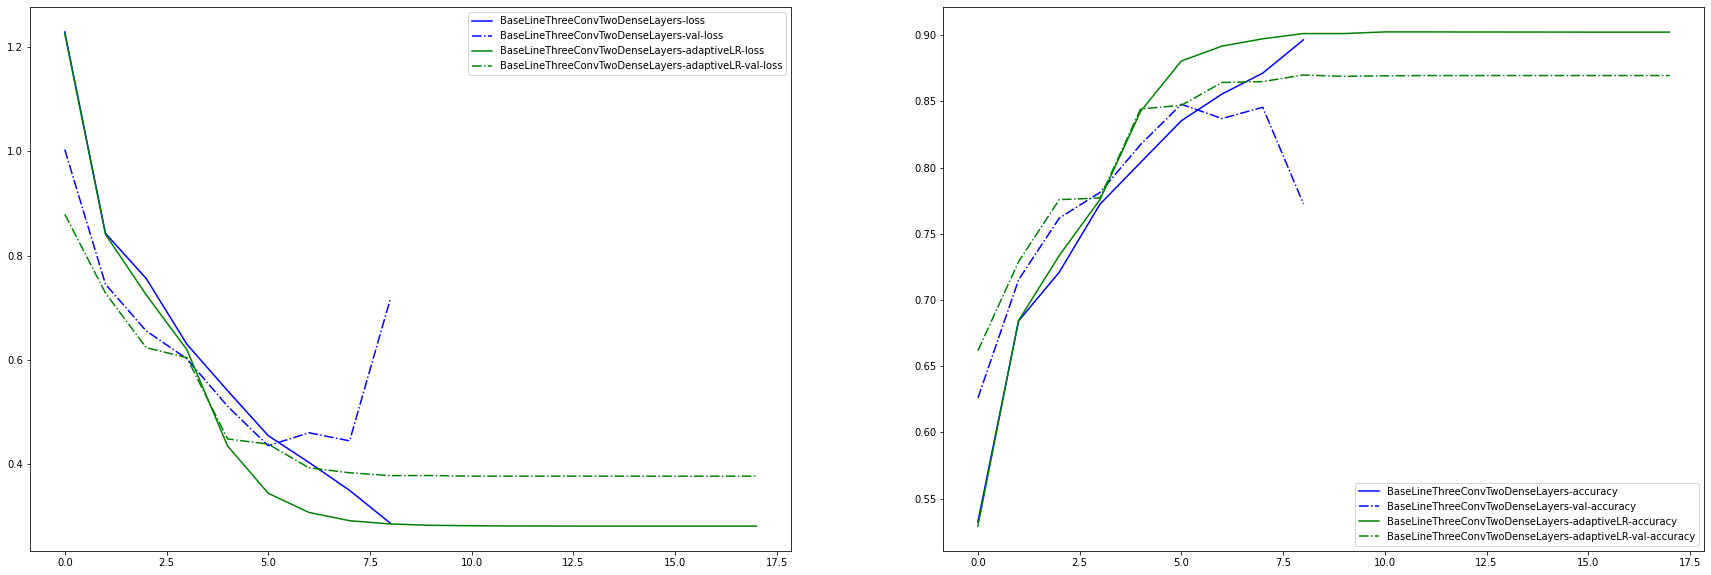 BaseLineThreeConvTwoDenseLayers-loss
BaseLineThreeConvTwoDenseLayers-val-loss
BaseLineThreeConvTwoDenseLayers-adaptiveLR-loss
BaseLineThreeConvTwoDenseLayers-adaptiveLR-val-loss
1.2
1.0
0.8
0.6
0.4
0.0 2.5 5.0 7.5 10.0 12.5 15.0 17.5
0.90
0.85
0.80
0.75
0.70
0.65
0.60
0.55
BaseLineThreeConvTwoDenseLayers-accuracy
BaseLineThreeConvTwoDenseLayers-val-accuracy
BaseLineThreeConvTwoDenseLayers-adaptiveLR-accuracy
BaseLineThreeConvTwoDenseLayers-adaptiveLR-val-accuracy
0.0 2.5 5.0 7.5 10.0 12.5 15.0 17.5